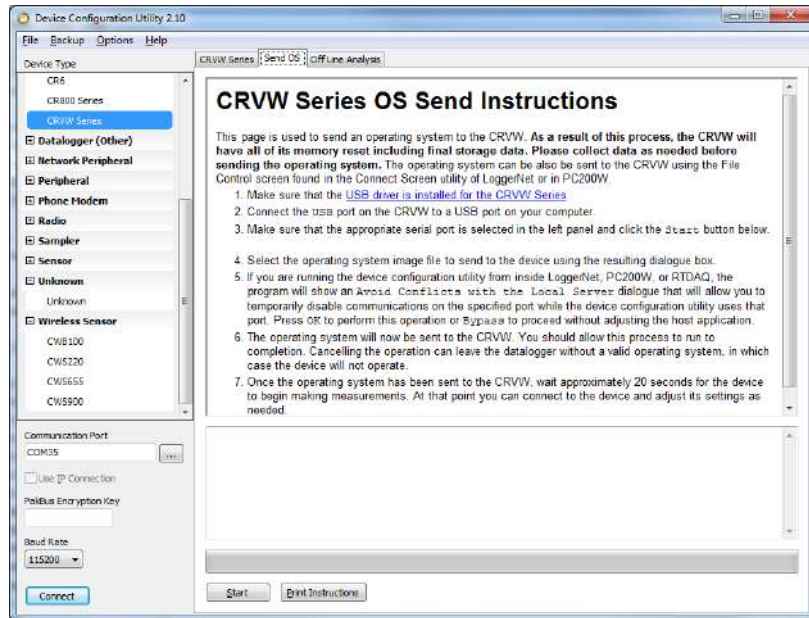 Device Configuration Utility 2.10
File Backup Options Help
Device Type
CR6
CR800 Series
CRVW Series
Datalogger (Other)
Network Peripheral
Peripheral
Phone Modem
Radio
Sampler
Sensor
Unknown
Unknown
Wireless Sensor
CWB100
CWS220
CWS655
CWS900
Communication Port
COM35
...
Use IP Connection
PakBus Encryption Key
Baud Rate
115200
Connect
CRVW Series Send OS Off Line Analysis
CRVW Series OS Send Instructions
This page is used to send an operating system to the CRVW. As a result of this process, the CRVW will
have all of its memory reset including final storage data. Please collect data as needed before
sending the operating system. The operating system can be also be sent to the CRVW using the File
Control screen found in the Connect Screen utility of LoggerNet or in PC200W.
1. Make sure that the USB driver is installed for the CRVW Series
2. Connect the USB port on the CRVW to a USB port on your computer.
3. Make sure that the appropriate serial port is selected in the left panel and click the Start button below.
4. Select the operating system image file to send to the device using the resulting dialogue box.
5. If you are running the device configuration utility from inside LoggerNet, PC200W, or RTDAQ, the
program will show an Avoid Conflicts with the Local Server dialogue that will allow you to
temporarily disable communications on the specified port while the device configuration utility uses that
port. Press OK to perform this operation or Bypass to proceed without adjusting the host application.
6. The operating system will now be sent to the CRVW. You should allow this process to run to
completion. Cancelling the operation can leave the datalogger without a valid operating system, in which
case the device will not operate.
7. Once the operating system has been sent to the CRVW, wait approximately 20 seconds for the device
to begin making measurements. At that point you can connect to the device and adjust its settings as
needed.
Start Print Instructions